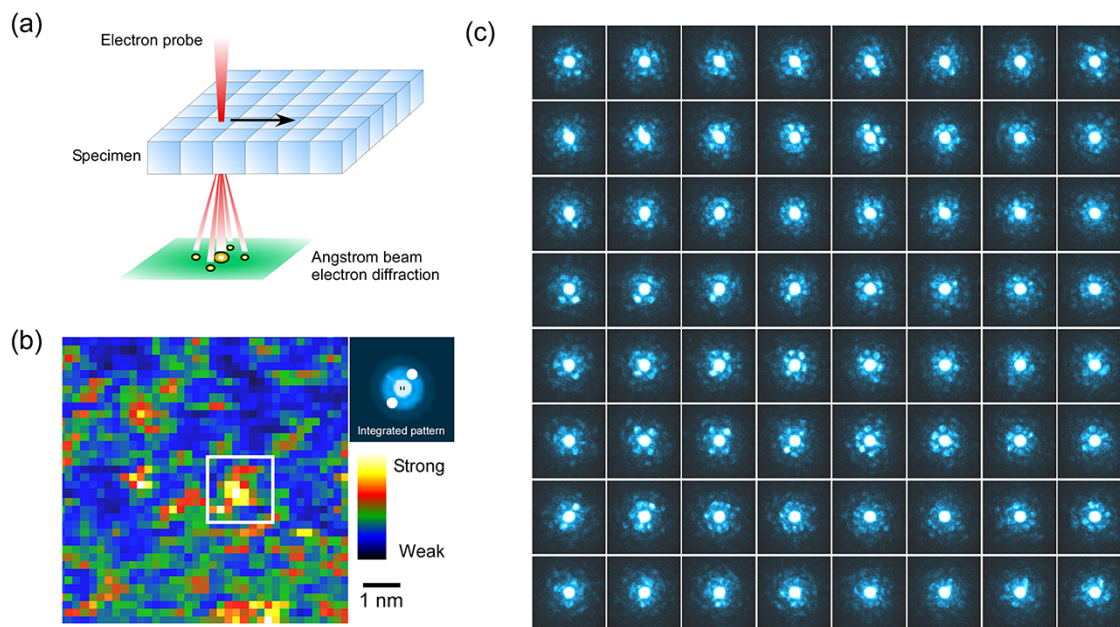 (a)
Electron probe
Specimen
Angstrom beam
electron diffraction
(b)
Integrated pattern
Strong
Weak
1 nm
(c)